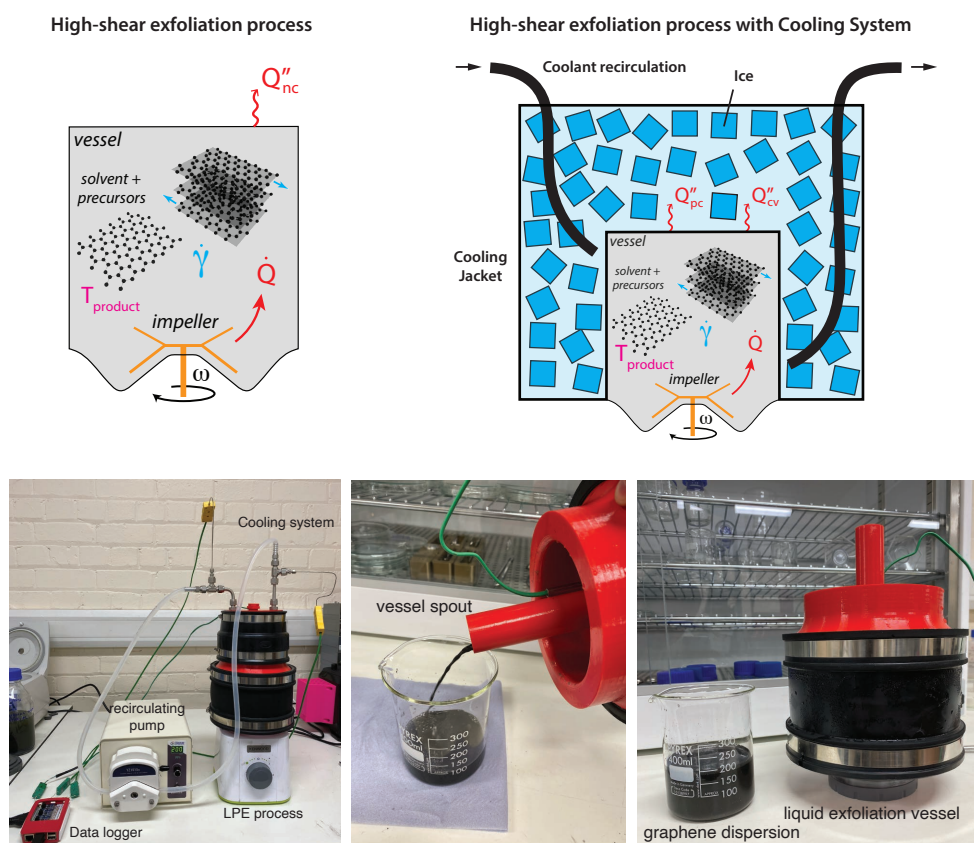 High-shear exfoliation process
Q″nc
vessel
solvent +
precursors
γ̇
Q̇
Tproduct
impeller
ω
High-shear exfoliation process with Cooling System
Coolant recirculation
Ice
Q″pc
Q″cv
vessel
Cooling
Jacket
solvent +
precursors
γ̇
Q̇
Tproduct
impeller
ω
Cooling system
recirculating
pump
200
Data logger
LPE process
vessel spout
300
250
200
150
100
PYREX
400ml
300
250
200
150
100
liquid exfoliation vessel
graphene dispersion